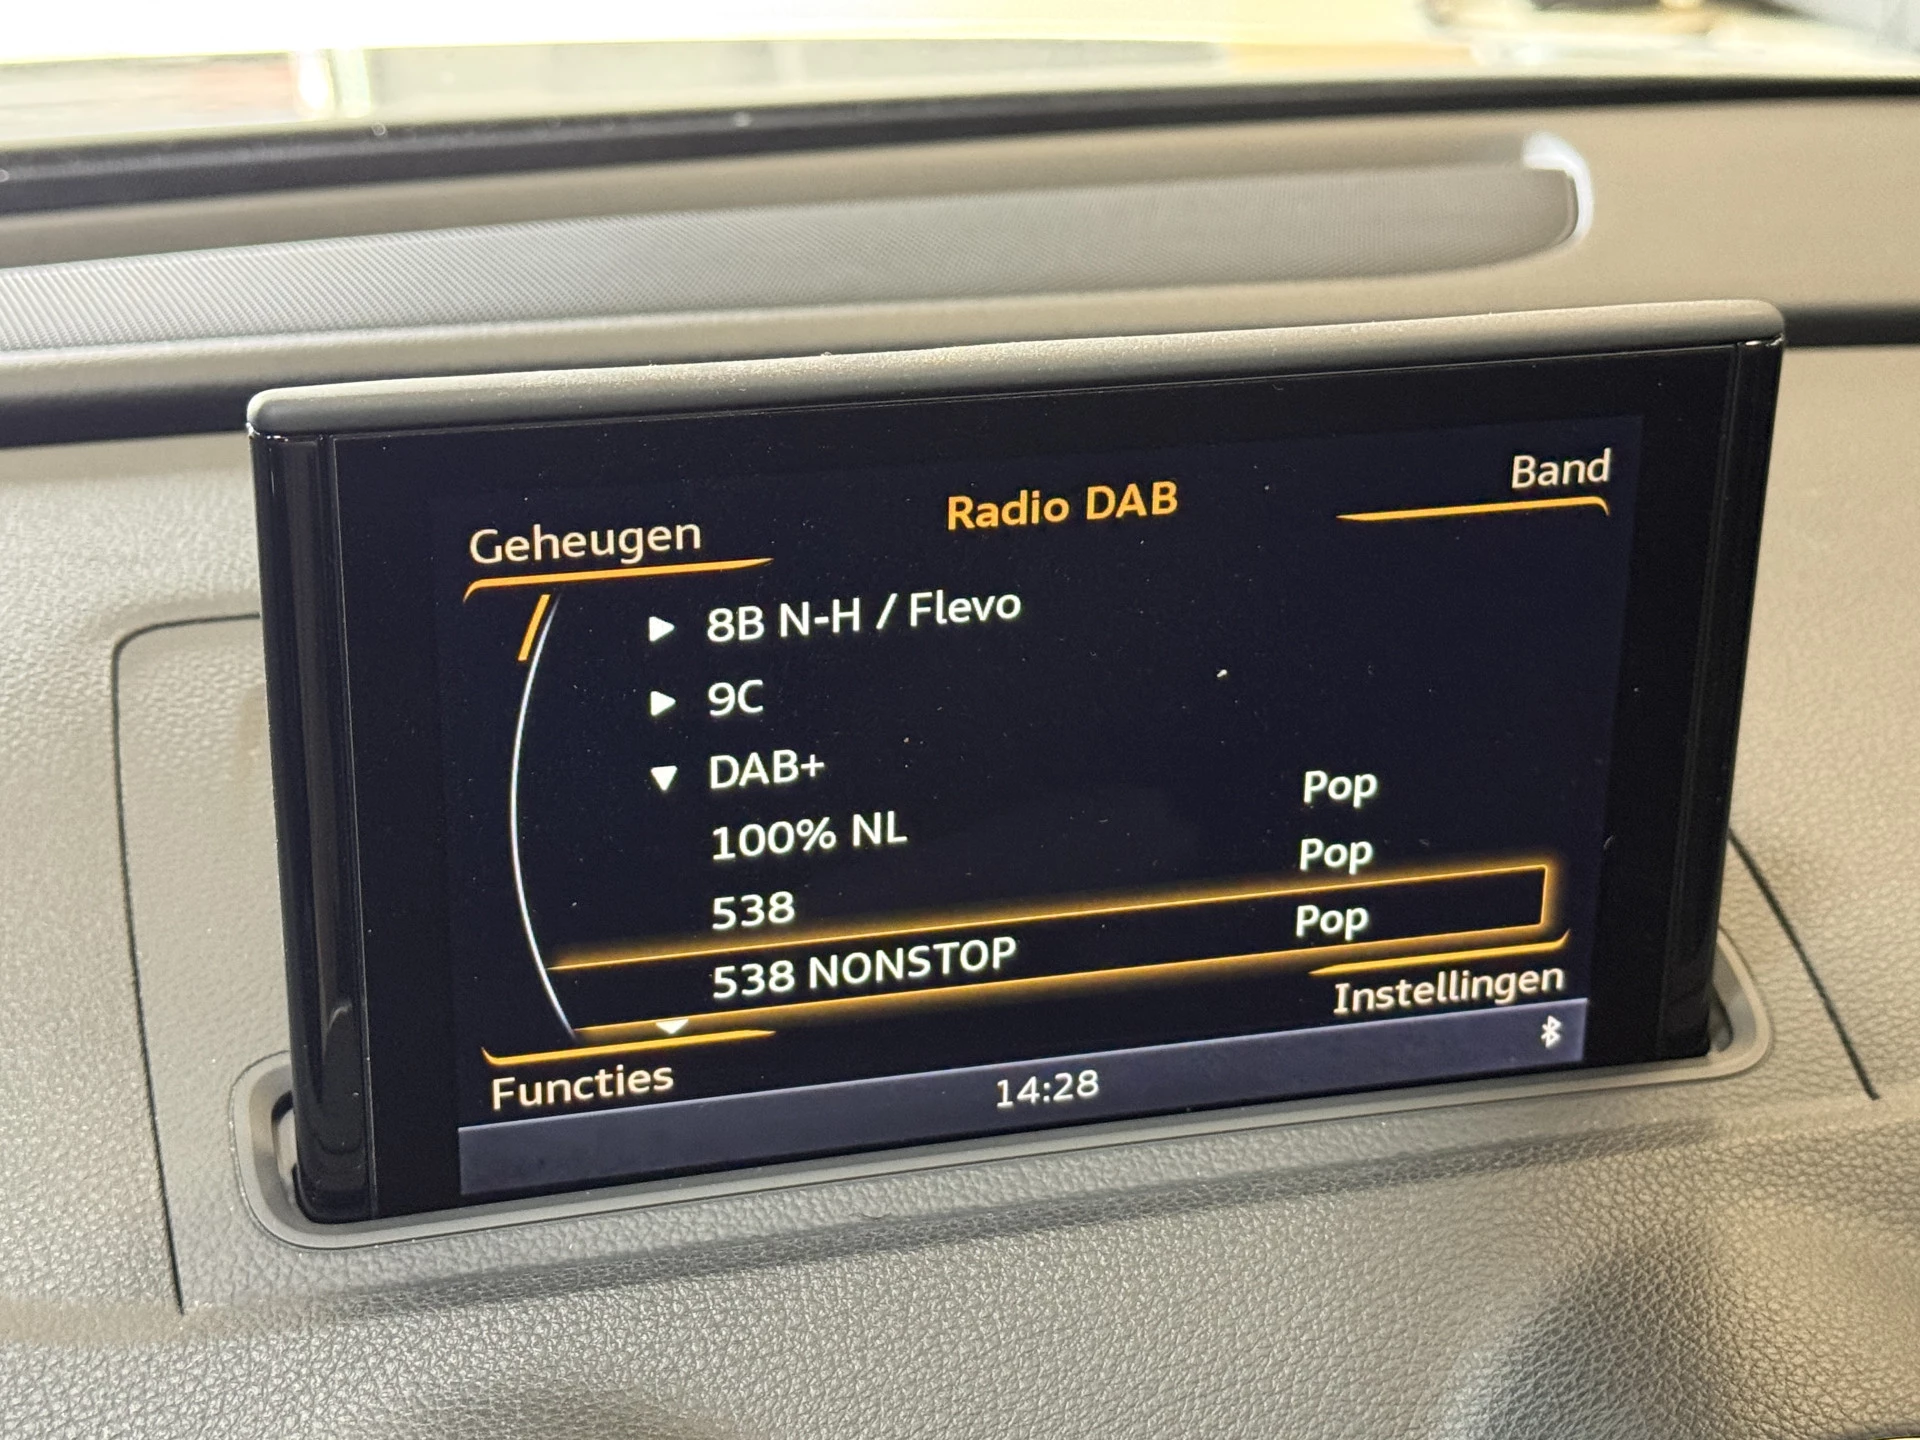 Geheugen
Radio DAB
Band
8B N-H / Flevo
9C
DAB+
100% NL Pop
538 Pop
538 NONSTOP Pop
Functies
Instellingen
14:28